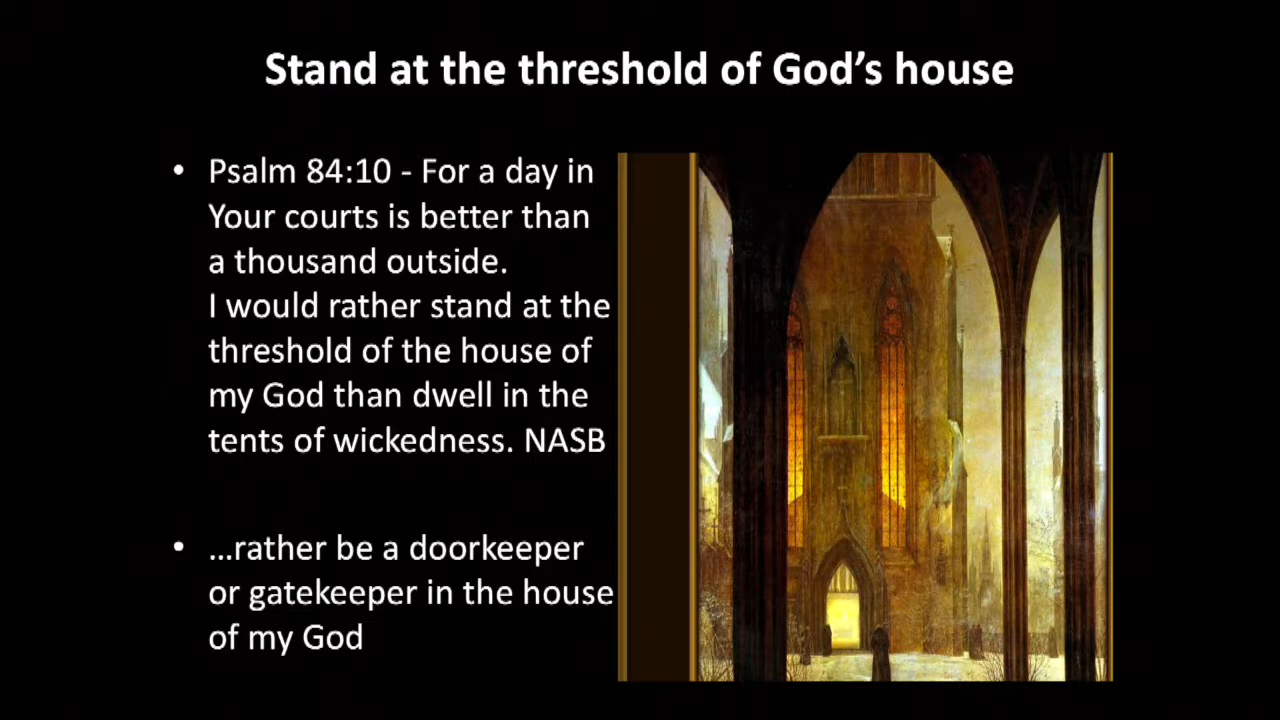 Stand at the threshold of God’s house
• Psalm 84:10 - For a day in
Your courts is better than
a thousand outside.
I would rather stand at the
threshold of the house of
my God than dwell in the
tents of wickedness. NASB
• …rather be a doorkeeper
or gatekeeper in the house
of my God